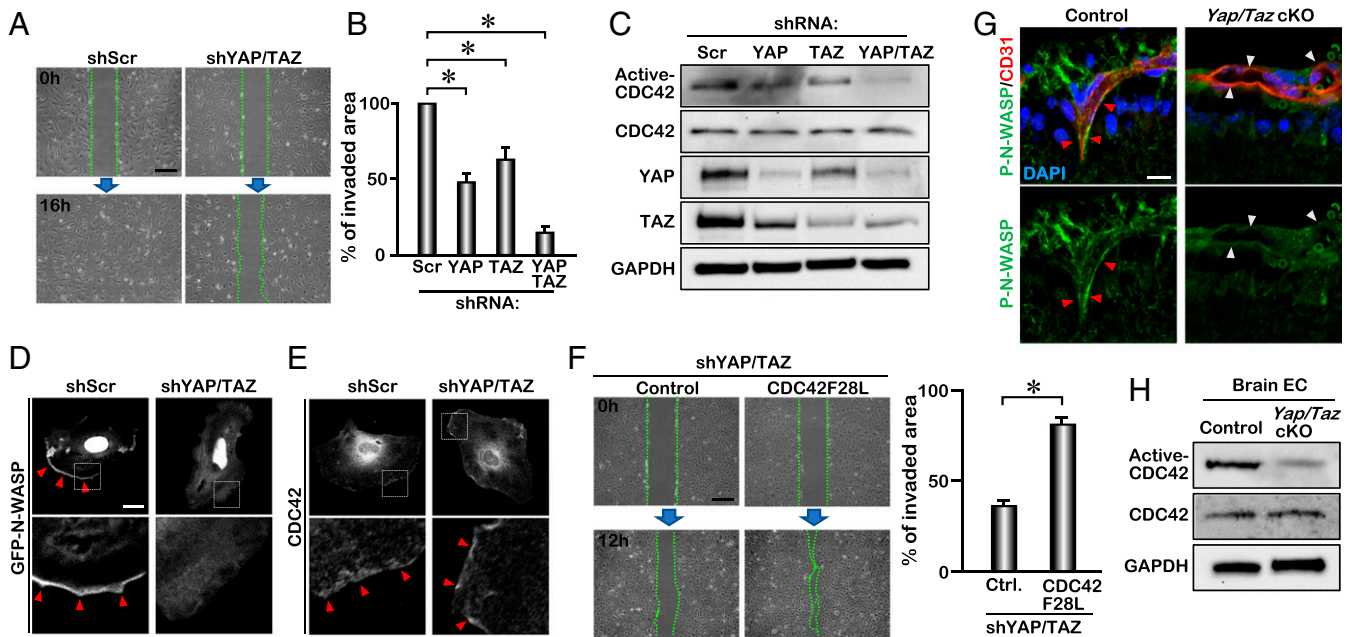 A
shScr
shYAP/TAZ
0h
16h
B
% of invaded area
100
50
0
*
*
*
Scr
YAP
TAZ
YAP
TAZ
shRNA:
C
shRNA:
Scr
YAP
TAZ
YAP/TAZ
Active-
CDC42
CDC42
YAP
TAZ
GAPDH
D
shScr
shYAP/TAZ
GFP-N-WASP
E
shScr
shYAP/TAZ
CDC42
F
shYAP/TAZ
Control
CDC42F28L
0h
12h
% of invaded area
100
50
0
*
Ctrl.
CDC42
F28L
shYAP/TAZ
G
Control
Yap/Taz cKO
P-N-WASP/CD31
DAPI
P-N-WASP
H
Brain EC
Control
Yap/Taz
cKO
Active-
CDC42
CDC42
GAPDH